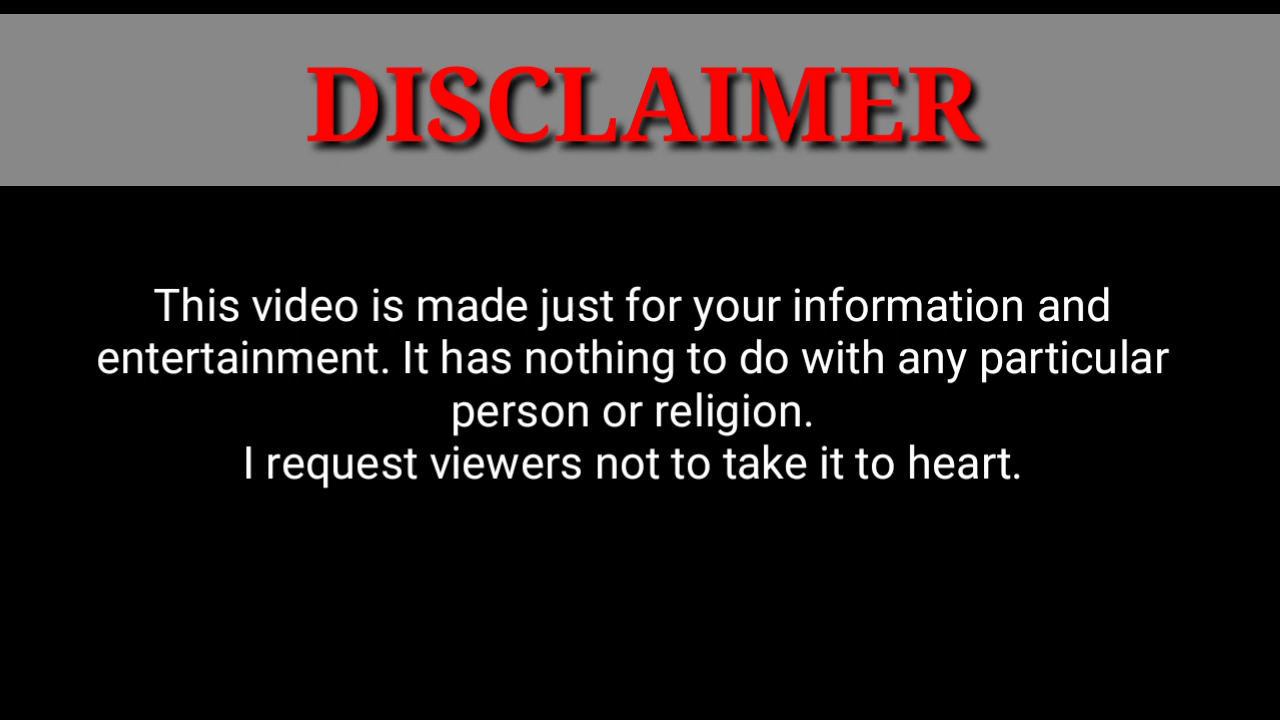 DISCLAIMER
This video is made just for your information and
entertainment. It has nothing to do with any particular
person or religion.
I request viewers not to take it to heart.